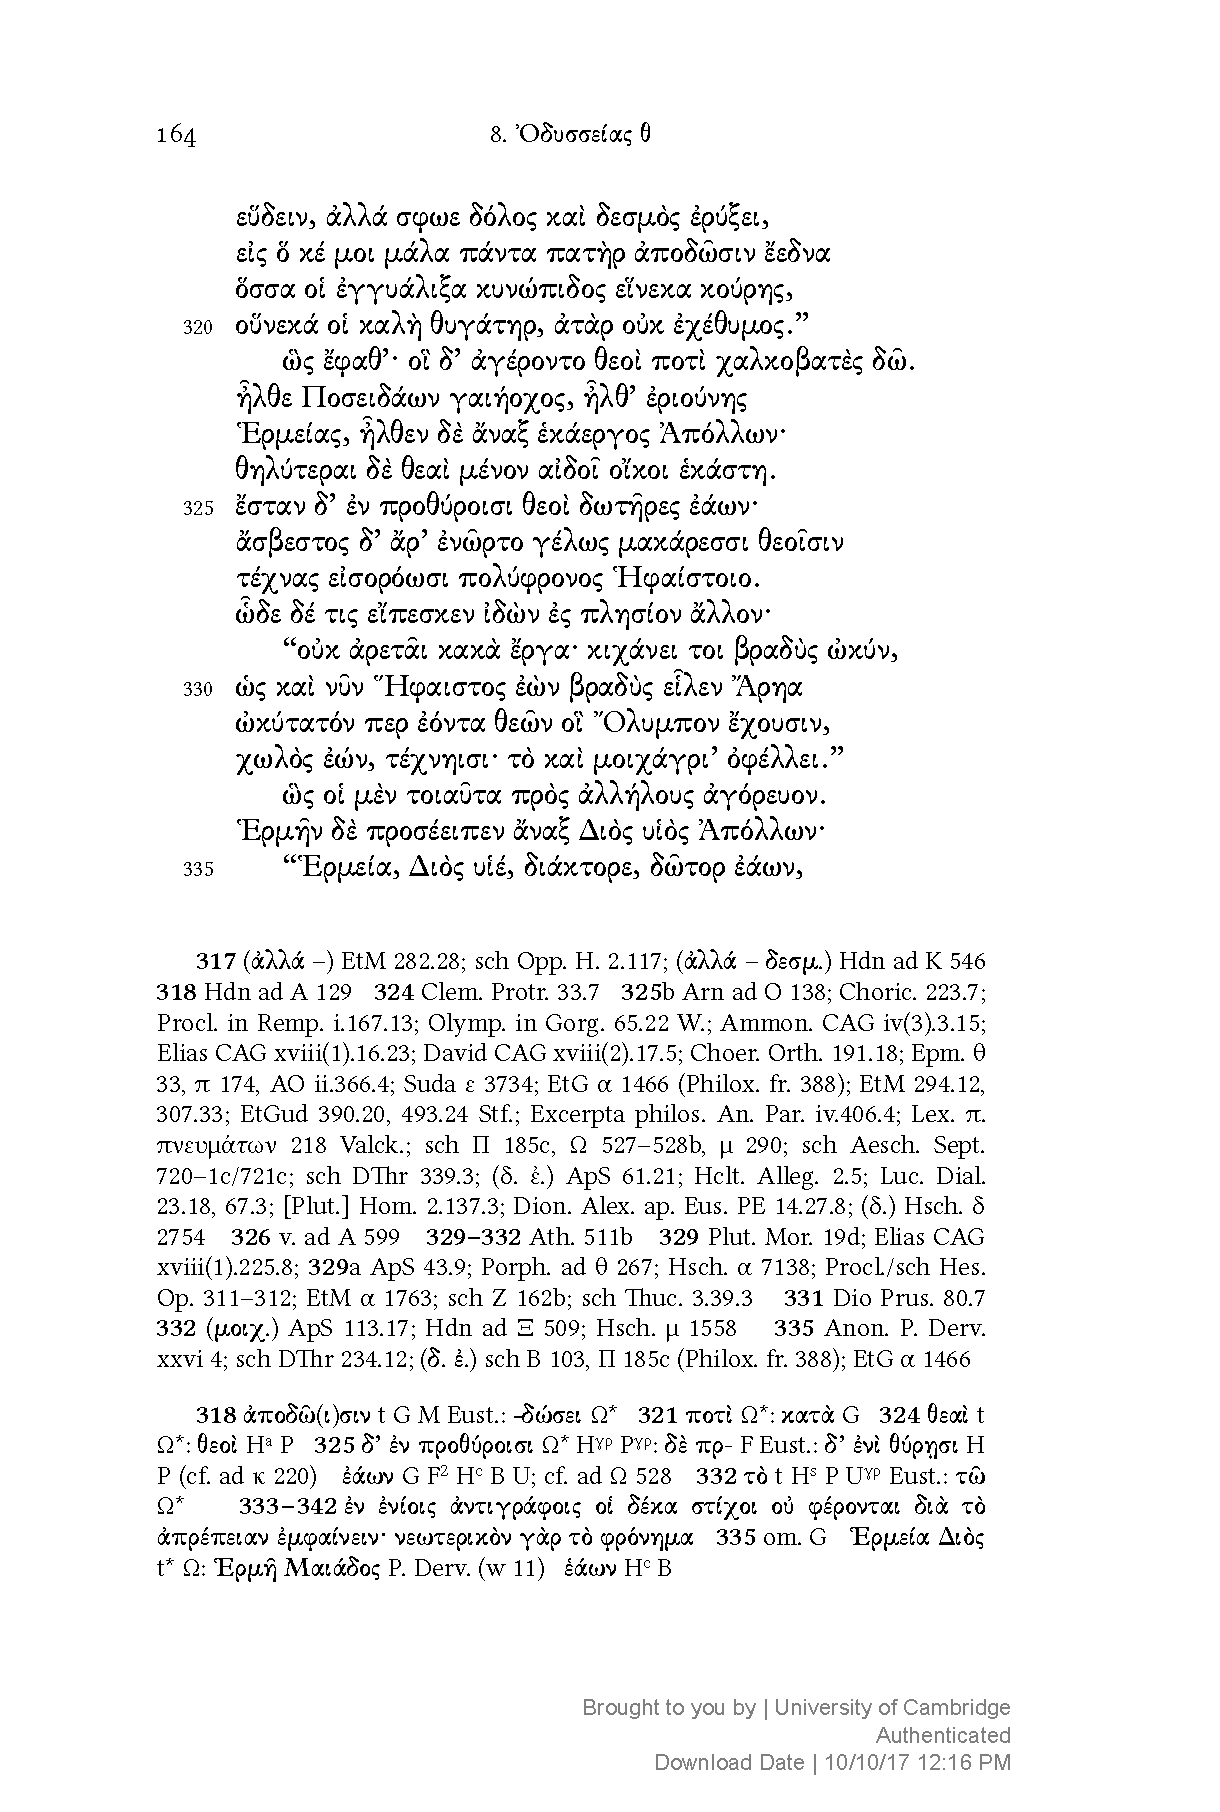 164 8. Ὀδυσσείας θ
εὕδειν, ἀλλά σφωε δόλος καὶ δεσμὸς ἐρύξει,
εἰς ὅ κέ μοι μάλα πάντα πατὴρ ἀποδῶσιν ἔεδνα
ὅσσα οἱ ἐγγυάλιξα κυνώπιδος εἵνεκα κούρης,
320 οὕνεκά οἱ καλὴ θυγάτηρ, ἀτὰρ οὐκ ἐχέθυμος.”
ὣς ἔφαθ’· οἳ δ’ ἀγέροντο θεοὶ ποτὶ χαλκοβατὲς δῶ.
ἦλθε Ποσειδάων γαιήοχος, ἦλθ’ ἐριούνης
Ἑρμείας, ἦλθεν δὲ ἄναξ ἑκάεργος Ἀπόλλων·
θηλύτεραι δὲ θεαὶ μένον αἰδοῖ οἴκοι ἑκάστη.
325 ἔσταν δ’ ἐν προθύροισι θεοὶ δωτῆρες ἐάων·
ἄσβεστος δ’ ἄρ’ ἐνῶρτο γέλως μακάρεσσι θεοῖσιν
τέχνας εἰσορόωσι πολύφρονος Ἡφαίστοιο.
ὧδε δέ τις εἴπεσκεν ἰδὼν ἐς πλησίον ἄλλον·
“οὐκ ἀρετᾶι κακὰ ἔργα· κιχάνει τοι βραδὺς ὠκύν,
330 ὡς καὶ νῦν Ἥφαιστος ἐὼν βραδὺς εἷλεν Ἄρηα
ὠκύτατόν περ ἐόντα θεῶν οἳ Ὄλυμπον ἔχουσιν,
χωλὸς ἐών, τέχνηισι· τὸ καὶ μοιχάγρι’ ὀφέλλει.”
ὣς οἱ μὲν τοιαῦτα πρὸς ἀλλήλους ἀγόρευον.
Ἑρμῆν δὲ προσέειπεν ἄναξ Διὸς υἱὸς Ἀπόλλων·
335 “Ἑρμεία, Διὸς υἱέ, διάκτορε, δῶτορ ἐάων,
317 (ἀλλά –) EtM 282.28; sch Opp. H. 2.117; (ἀλλά – δεσμ.) Hdn ad K 546
318 Hdn ad A 129 324 Clem. Protr. 33.7 325b Arn ad O 138; Choric. 223.7;
Procl. in Remp. i.167.13; Olymp. in Gorg. 65.22 W.; Ammon. CAG iv(3).3.15;
Elias CAG xviii(1).16.23; David CAG xviii(2).17.5; Choer. Orth. 191.18; Epm. θ
33, π 174, AO ii.366.4; Suda ε 3734; EtG α 1466 (Philox. fr. 388); EtM 294.12,
307.33; EtGud 390.20, 493.24 Stf.; Excerpta philos. An. Par. iv.406.4; Lex. π.
πνευμάτων 218 Valck.; sch Π 185c, Ω 527–528b, μ 290; sch Aesch. Sept.
720–1c/721c; sch DThr 339.3; (δ. ἐ.) ApS 61.21; Hclt. Alleg. 2.5; Luc. Dial.
23.18, 67.3; [Plut.] Hom. 2.137.3; Dion. Alex. ap. Eus. PE 14.27.8; (δ.) Hsch. δ
2754 326 v. ad A 599 329–332 Ath. 511b 329 Plut. Mor. 19d; Elias CAG
xviii(1).225.8; 329a ApS 43.9; Porph. ad θ 267; Hsch. α 7138; Procl./sch Hes.
Op. 311–312; EtM α 1763; sch Z 162b; sch Thuc. 3.39.3 331 Dio Prus. 80.7
332 (μοιχ.) ApS 113.17; Hdn ad Ξ 509; Hsch. μ 1558 335 Anon. P. Derv.
xxvi 4; sch DThr 234.12; (δ. ἐ.) sch B 103, Π 185c (Philox. fr. 388); EtG α 1466
318 ἀποδῶ(ι)σιν t G M Eust.: -δώσει Ω* 321 ποτὶ Ω*: κατὰ G 324 θεαὶ t
Ω*: θεοὶ Hᵃ P 325 δ’ ἐν προθύροισι Ω* Hᵞᵖ Pᵞᵖ: δὲ πρ- F Eust.: δ’ ἐνὶ θύρῃσι H
P (cf. ad κ 220) ἐάων G F² Hᶜ B U; cf. ad Ω 528 332 τὸ t Hˢ P Uᵞᵖ Eust.: τῶ
Ω* 333–342 ἐν ἐνίοις ἀντιγράφοις οἱ δέκα στίχοι οὐ φέρονται διὰ τὸ
ἀπρέπειαν ἐμφαίνειν· νεωτερικὸν γὰρ τὸ φρόνημα 335 om. G Ἑρμεία Διὸς
t* Ω: Ἑρμῆ Μαιάδος P. Derv. (w 11) ἑάων Hᶜ B
Brought to you by | University of Cambridge
Authenticated
Download Date | 10/10/17 12:16 PM